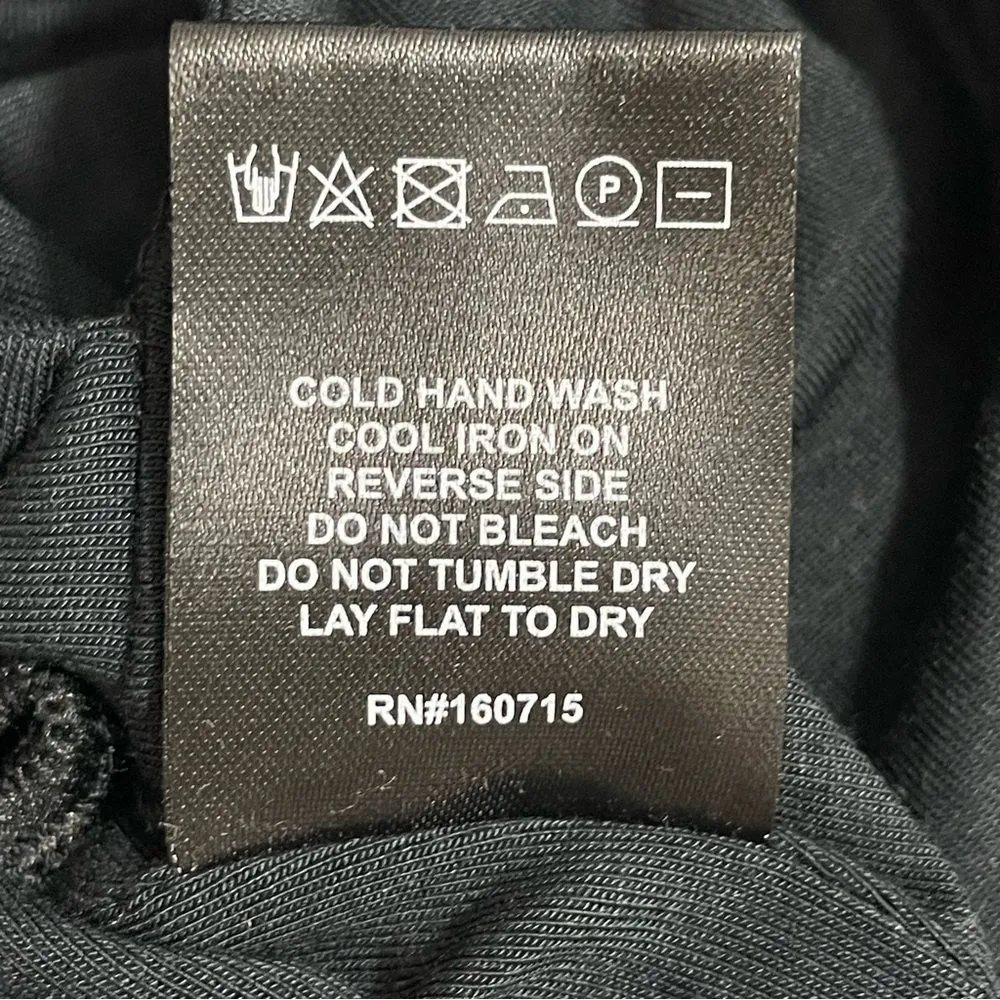 P
COLD HAND WASH
COOL IRON ON
REVERSE SIDE
DO NOT BLEACH
DO NOT TUMBLE DRY
LAY FLAT TO DRY
RN#160715